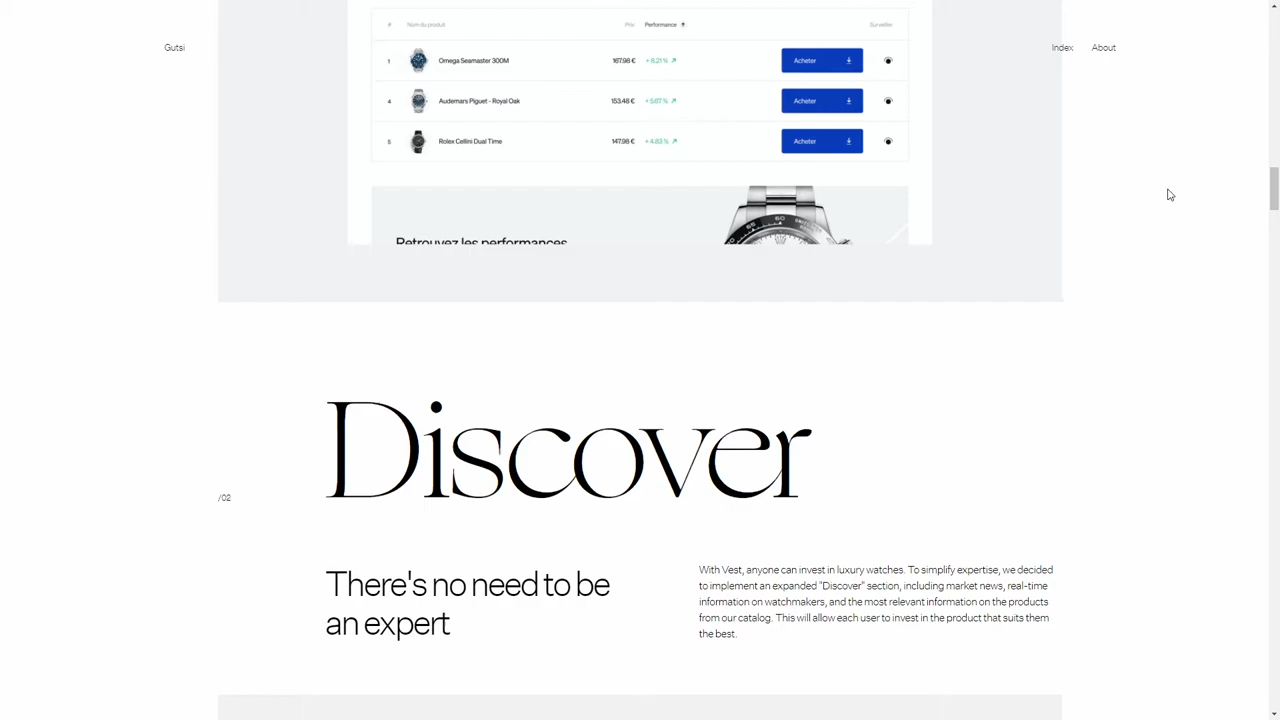 # Nom du produit Prix Performance Surveiller
Gutsi Index About
1 Omega Seamaster 300M 167.98 € + 8.21 % Acheter
4 Audemars Piguet - Royal Oak 153.48 € + 5.07 % Acheter
5 Rolex Cellini Dual Time 147.98 € + 4.83 % Acheter
60
Retrouvez les performances
Discover
/02
There's no need to be
an expert
With Vest, anyone can invest in luxury watches. To simplify expertise, we decided
to implement an expanded "Discover" section, including market news, real-time
information on watchmakers, and the most relevant information on the products
from our catalog. This will allow each user to invest in the product that suits them
the best.